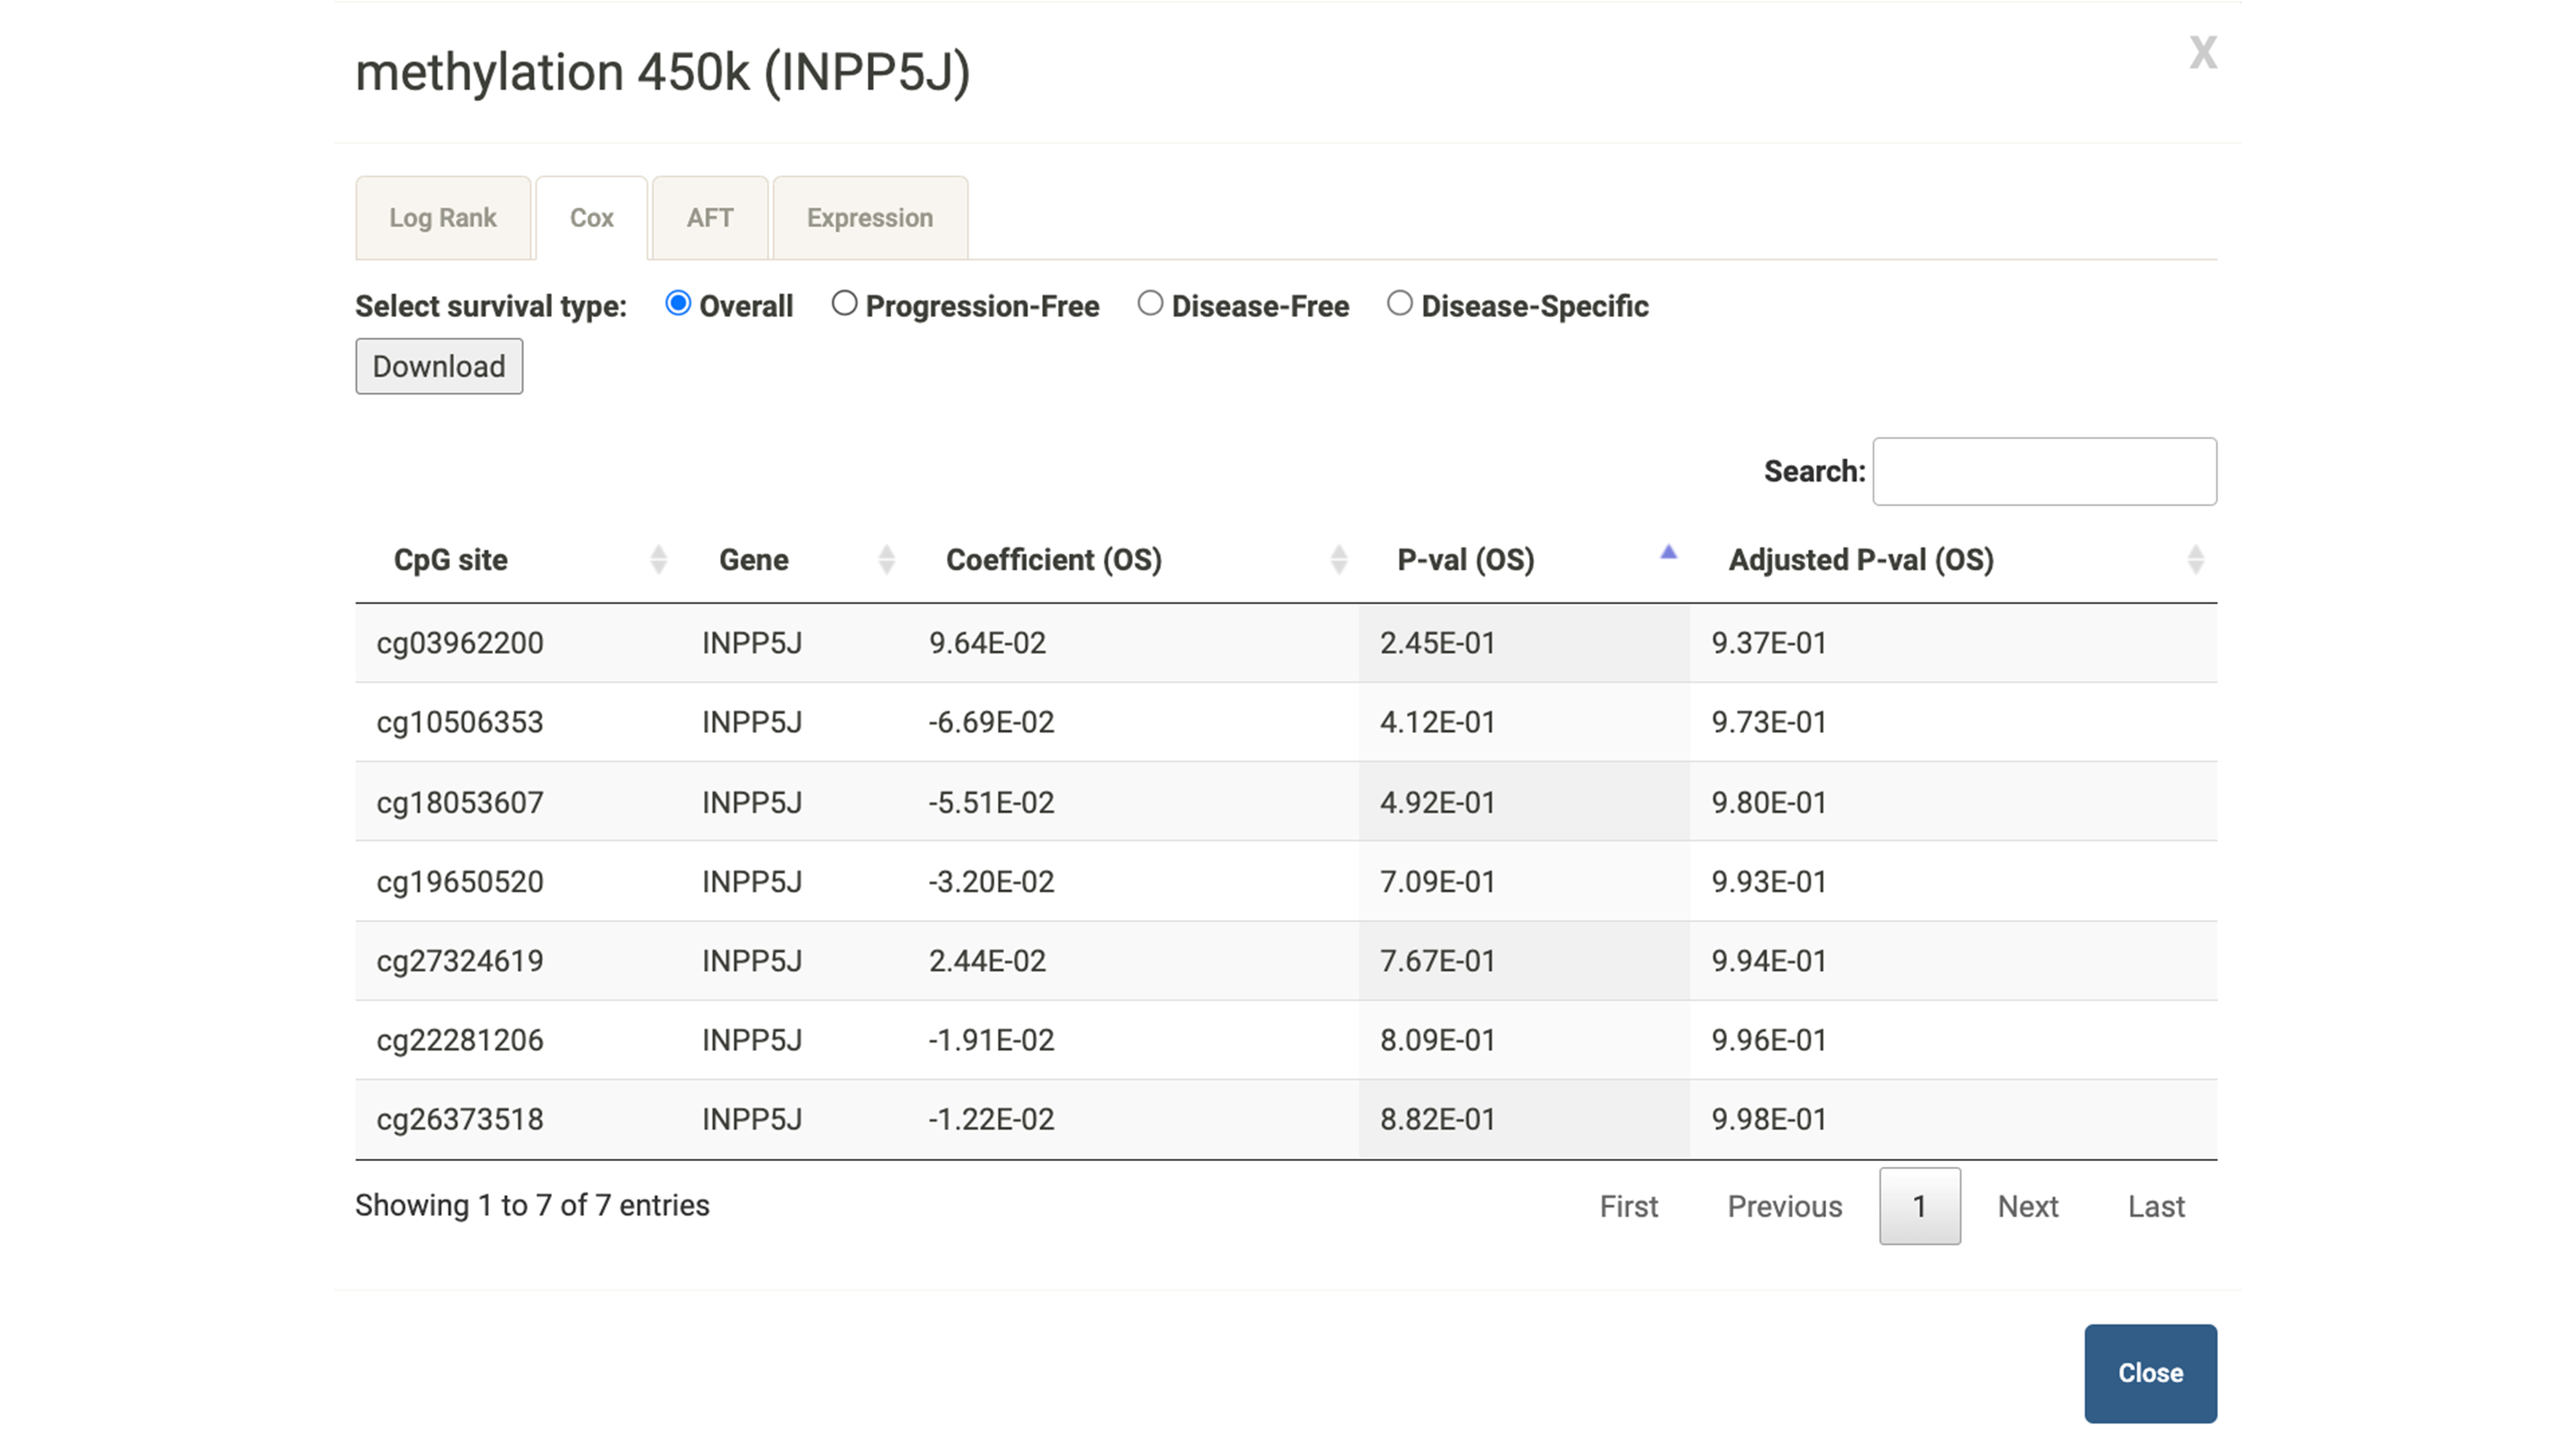 methylation 450k (INPP5J)
X
Log Rank Cox AFT Expression
Select survival type: Overall Progression-Free Disease-Free Disease-Specific
Download
Search:
CpG site Gene Coefficient (OS) P-val (OS) Adjusted P-val (OS)
cg03962200 INPP5J 9.64E-02 2.45E-01 9.37E-01
cg10506353 INPP5J -6.69E-02 4.12E-01 9.73E-01
cg18053607 INPP5J -5.51E-02 4.92E-01 9.80E-01
cg19650520 INPP5J -3.20E-02 7.09E-01 9.93E-01
cg27324619 INPP5J 2.44E-02 7.67E-01 9.94E-01
cg22281206 INPP5J -1.91E-02 8.09E-01 9.96E-01
cg26373518 INPP5J -1.22E-02 8.82E-01 9.98E-01
Showing 1 to 7 of 7 entries First Previous 1 Next Last
Close